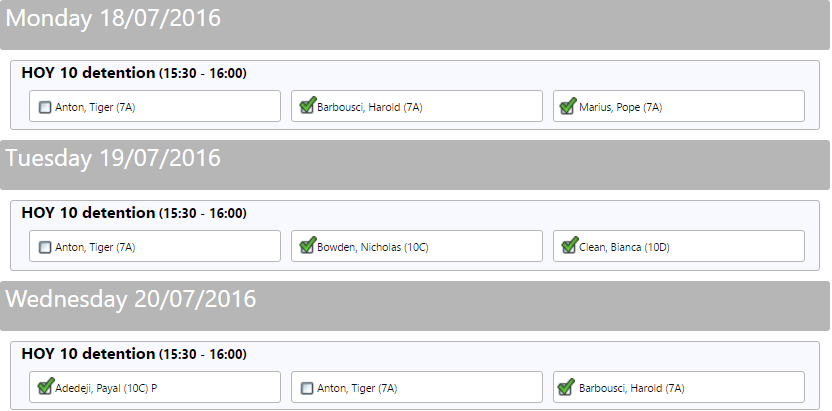 Monday 18/07/2016
HOY 10 detention (15:30 - 16:00)
Anton, Tiger (7A) Barbousci, Harold (7A) Marius, Pope (7A)
Tuesday 19/07/2016
HOY 10 detention (15:30 - 16:00)
Anton, Tiger (7A) Bowden, Nicholas (10C) Clean, Bianca (10D)
Wednesday 20/07/2016
HOY 10 detention (15:30 - 16:00)
Adedeji, Payal (10C) P Anton, Tiger (7A) Barbousci, Harold (7A)